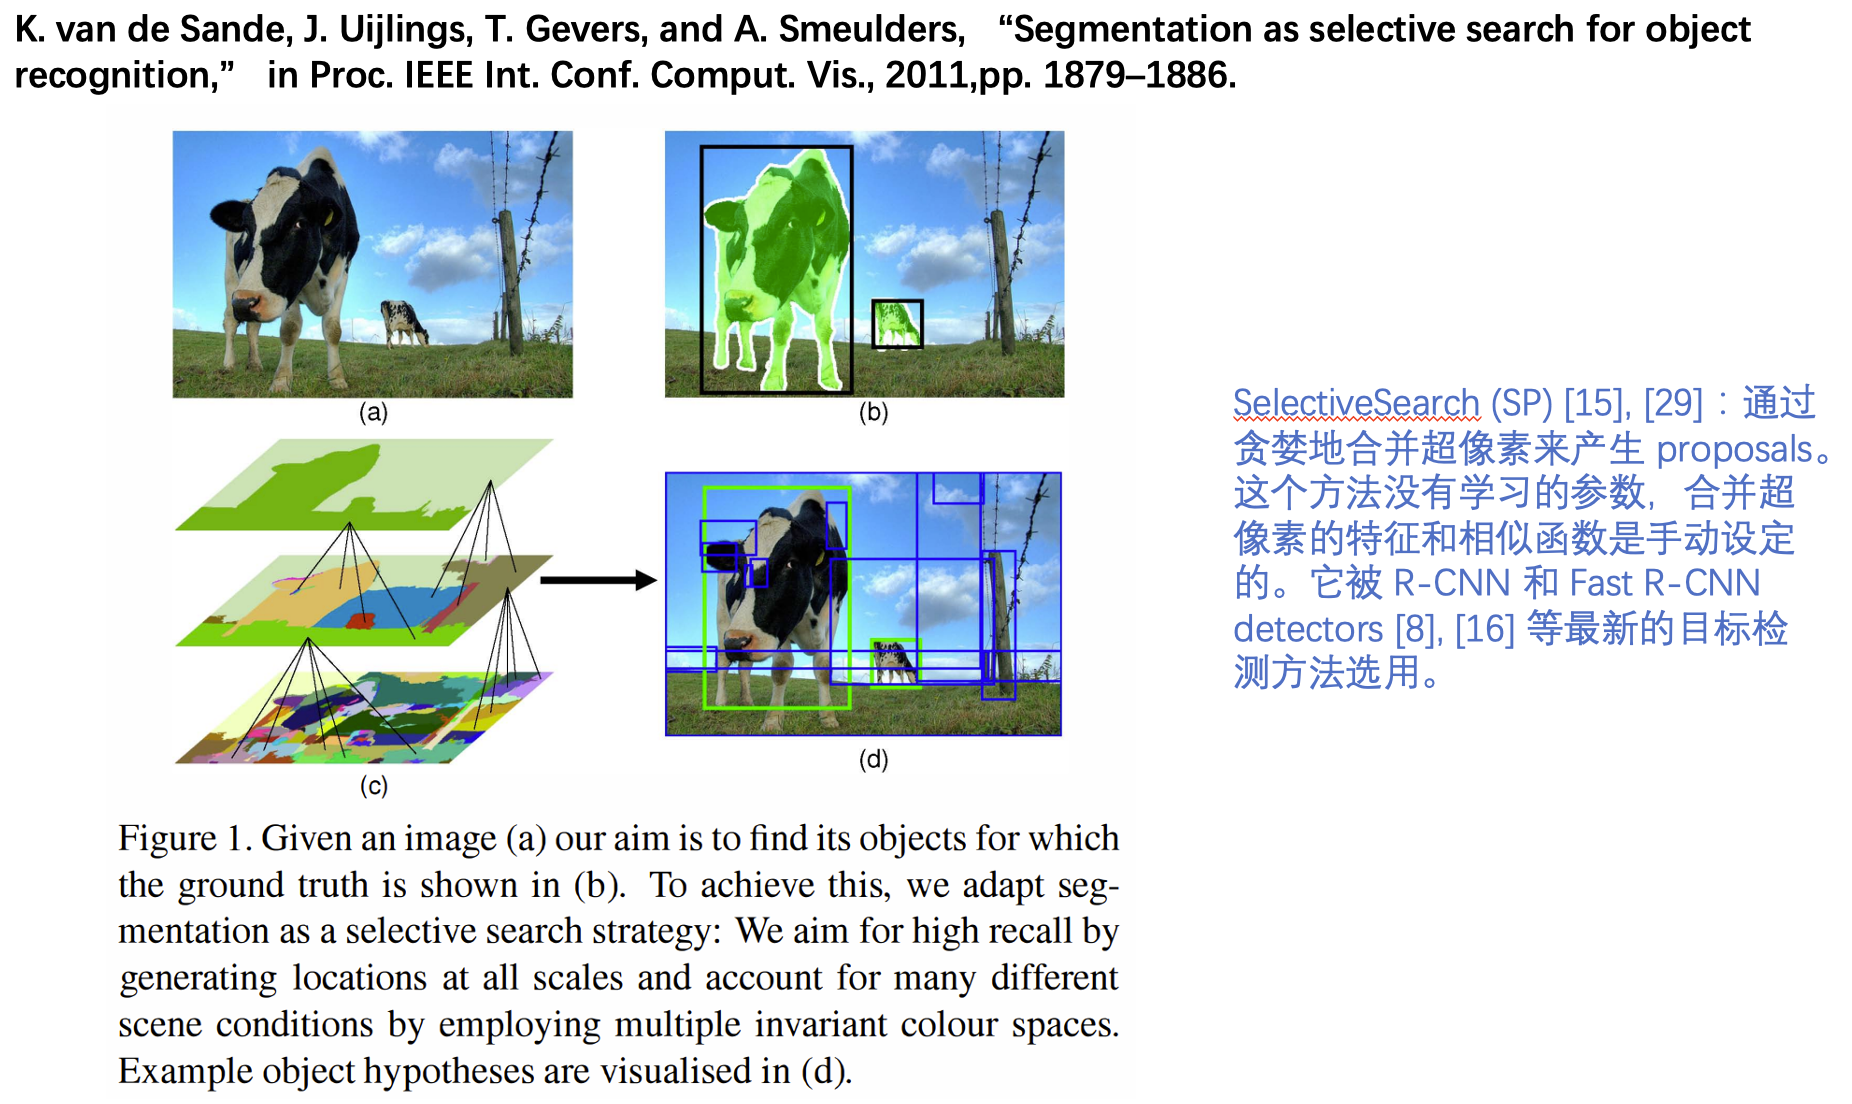 K. van de Sande, J. Uijlings, T. Gevers, and A. Smeulders, “Segmentation as selective search for object
recognition,” in Proc. IEEE Int. Conf. Comput. Vis., 2011,pp. 1879–1886.
(a)
(b)
(c)
(d)
SelectiveSearch (SP) [15], [29]：通过
贪婪地合并超像素来产生 proposals。
这个方法没有学习的参数，合并超
像素的特征和相似函数是手动设定
的。它被 R-CNN 和 Fast R-CNN
detectors [8], [16] 等最新的目标检
测方法选用。
Figure 1. Given an image (a) our aim is to find its objects for which
the ground truth is shown in (b). To achieve this, we adapt seg-
mentation as a selective search strategy: We aim for high recall by
generating locations at all scales and account for many different
scene conditions by employing multiple invariant colour spaces.
Example object hypotheses are visualised in (d).